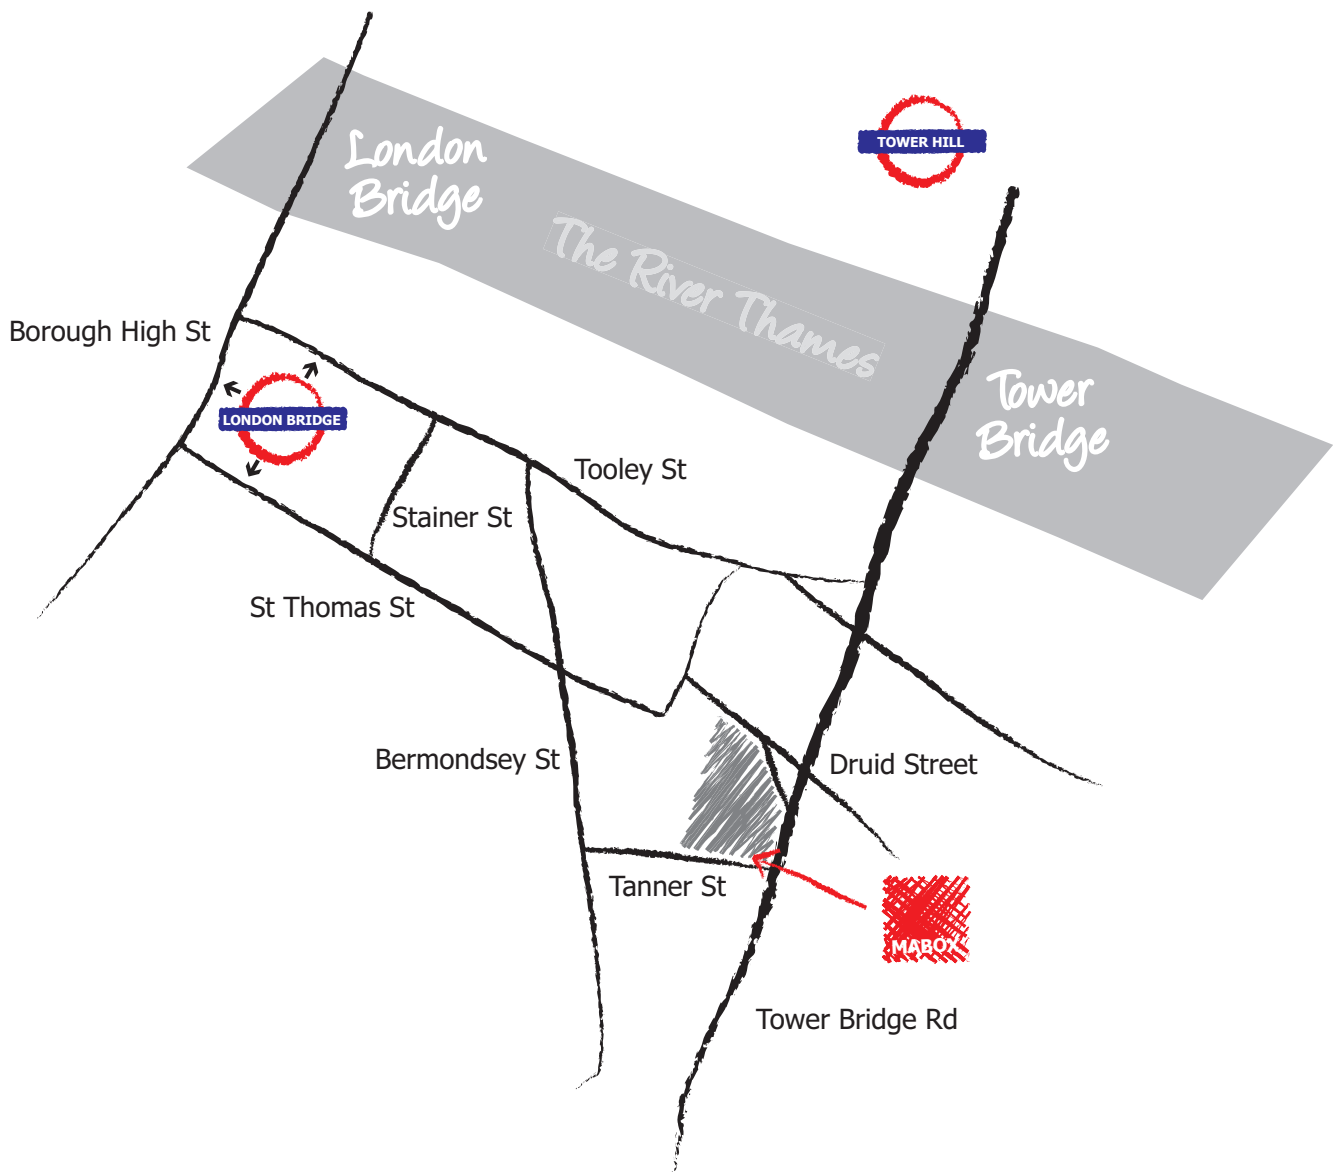 London
Bridge
TOWER HILL
The River Thames
Borough High St
LONDON BRIDGE
Tower
Bridge
Tooley St
Stainer St
St Thomas St
Bermondsey St
Druid Street
Tanner St
MABOX
Tower Bridge Rd